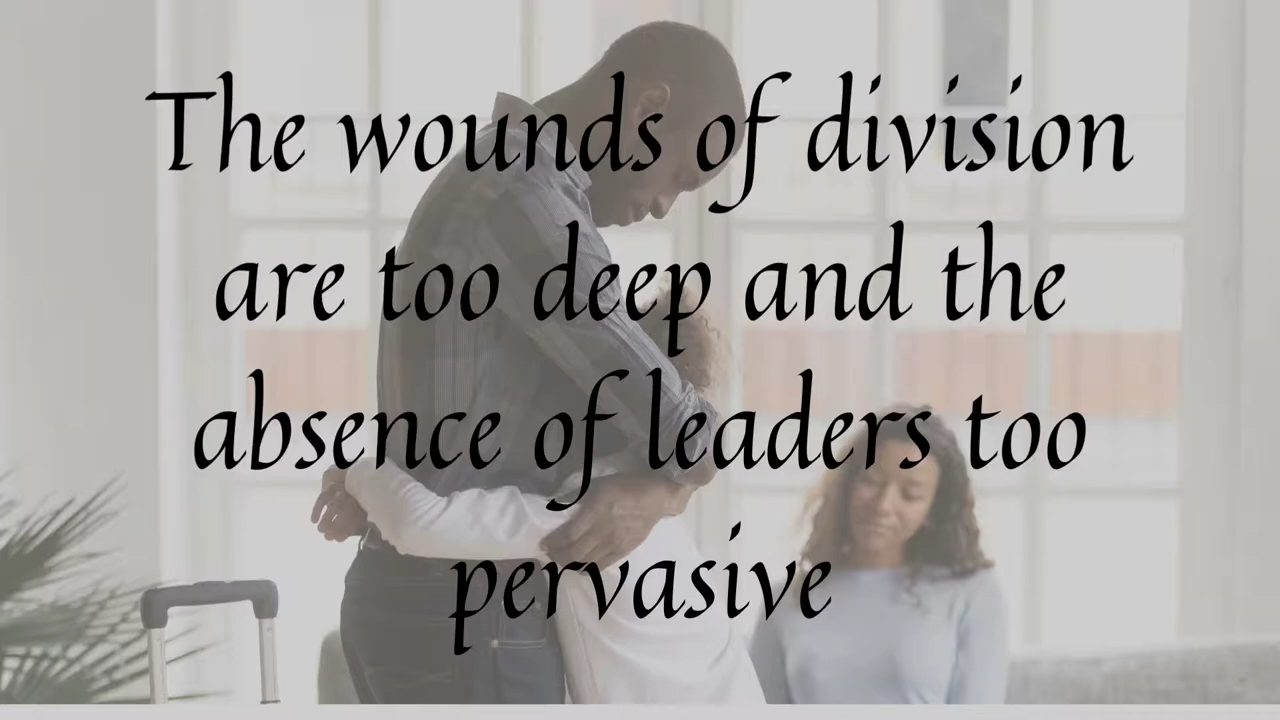 The wounds of division
are too deep and the
absence of leaders too
pervasive